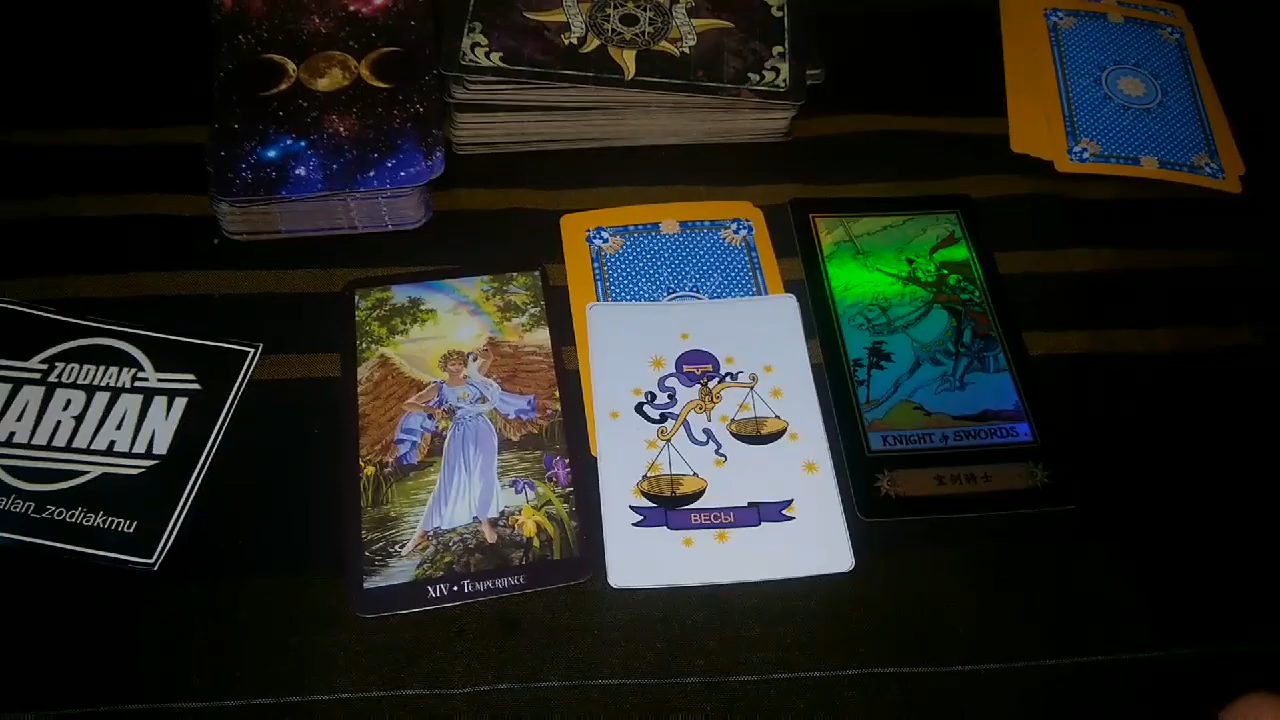 ZODIAK
ARIAN
alan_zodiakmu
XIV • TEMPERANCE
ВЕСЫ
KNIGHT of SWORDS
宝剑骑士